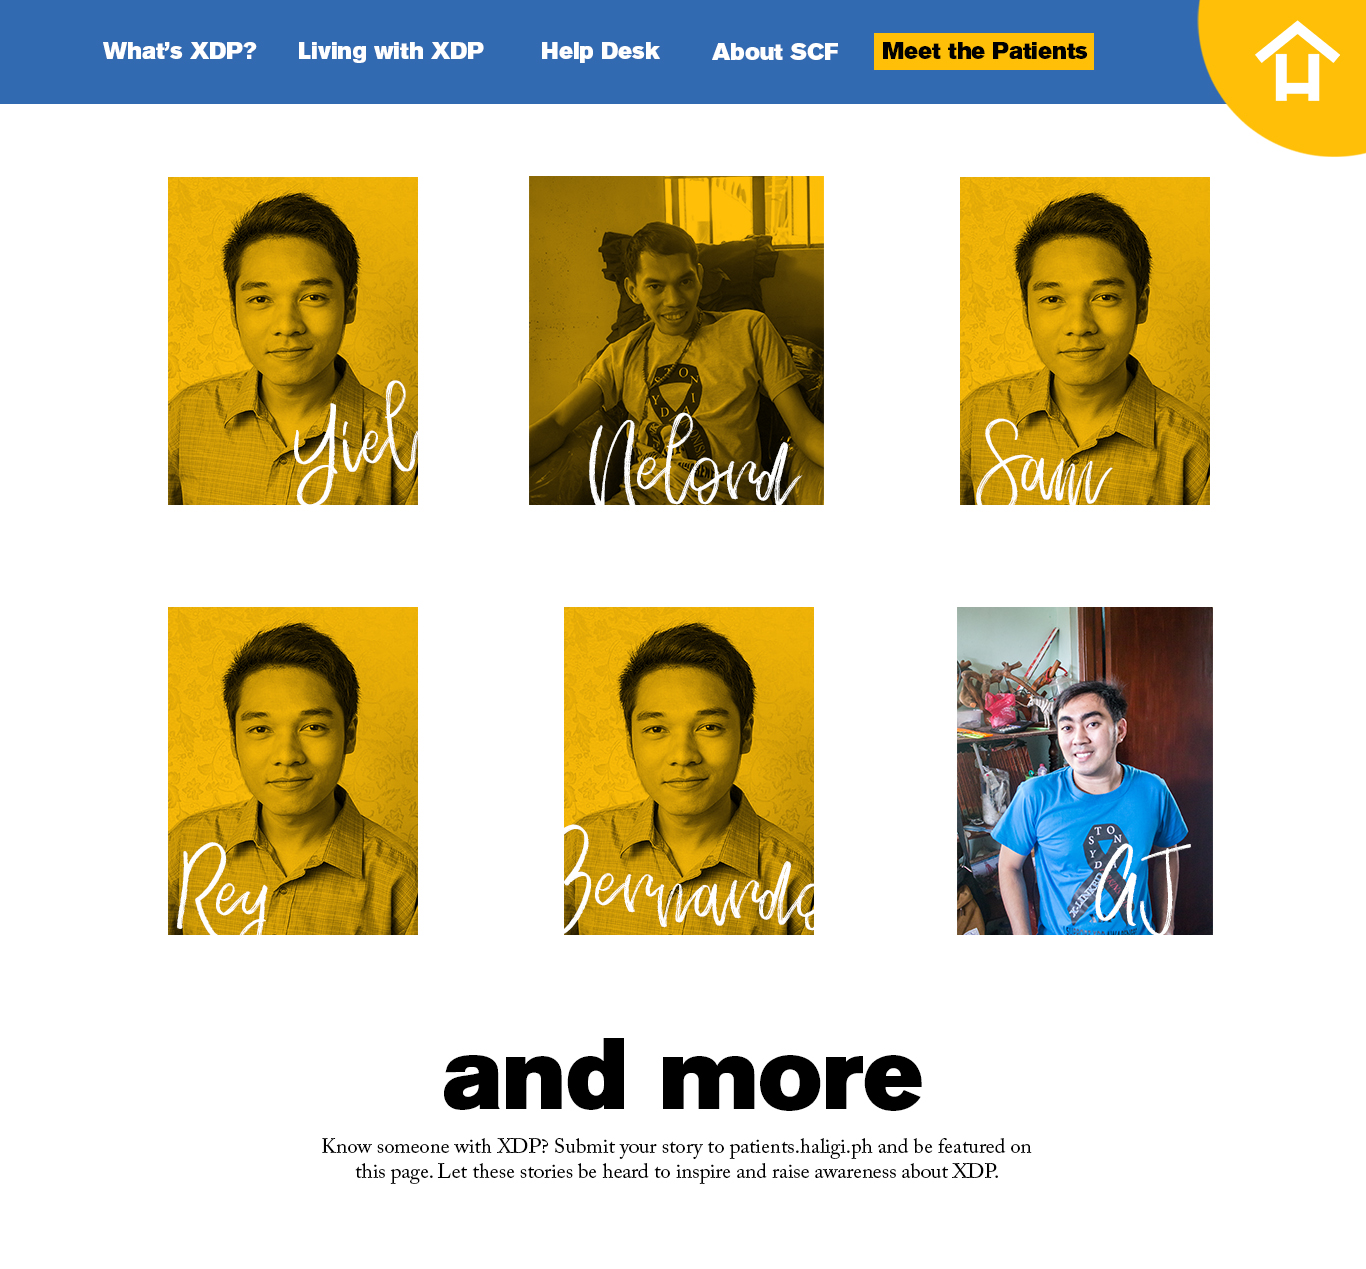 What's XDP? Living with XDP Help Desk About SCF Meet the Patients
Yiel
Nelord
Sam
Rey
Bernardo
AJ
and more
Know someone with XDP? Submit your story to patients.haligi.ph and be featured on
this page. Let these stories be heard to inspire and raise awareness about XDP.